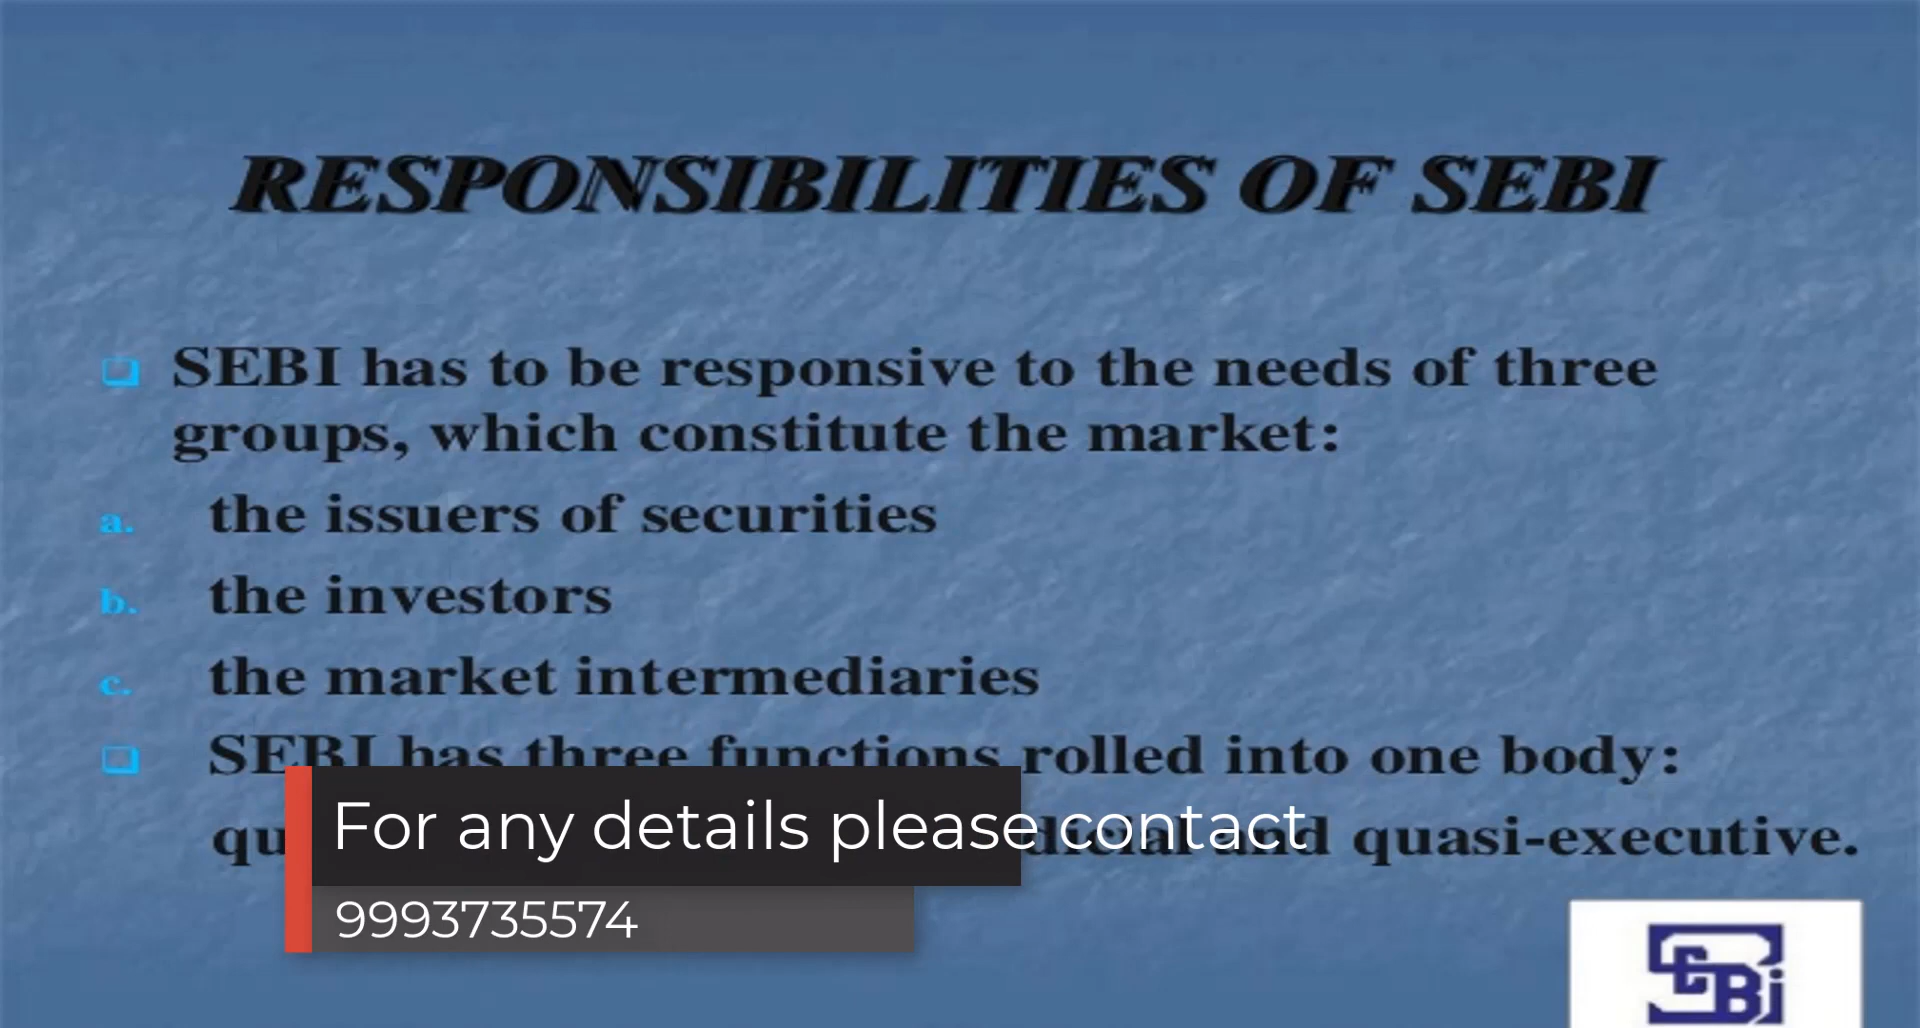 RESPONSIBILITIES OF SEBI
❑ SEBI has to be responsive to the needs of three
groups, which constitute the market:
a. the issuers of securities
b. the investors
c. the market intermediaries
❑ SEBI has three functions rolled into one body:
and quasi-executive.
For any details please contact
9993735574
SEBi